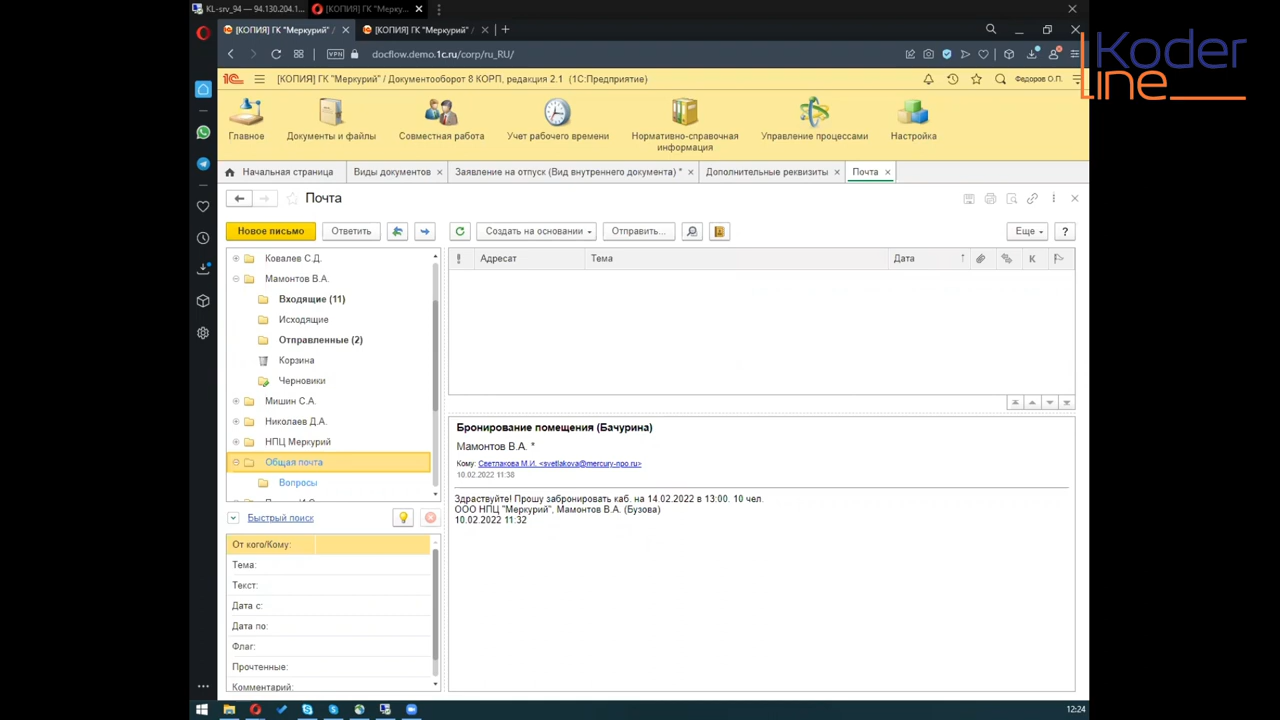 KL-srv_94 — 94.130.204.1...
[КОПИЯ] ГК "Мерку...
[КОПИЯ] ГК "Меркурий" /
[КОПИЯ] ГК "Меркурий" /
VPN
docflow.demo.1c.ru/corp/ru_RU/
Koder
line
[КОПИЯ] ГК "Меркурий" / Документооборот 8 КОРП, редакция 2.1 (1С:Предприятие)
Федоров О.П.
Главное
Документы и файлы
Совместная работа
Учет рабочего времени
Нормативно-справочная
информация
Управление процессами
Настройка
Начальная страница
Виды документов
Заявление на отпуск (Вид внутреннего документа) *
Дополнительные реквизиты
Почта
Почта
Новое письмо
Ответить
Создать на основании
Отправить...
Еще
?
Ковалев С.Д.
Мамонтов В.А.
Входящие (11)
Исходящие
Отправленные (2)
Корзина
Черновики
Мишин С.А.
Николаев Д.А.
НПЦ Меркурий
Общая почта
Вопросы
Быстрый поиск
От кого/Кому:
Тема:
Текст:
Дата с:
Дата по:
Флаг:
Прочтенные:
Комментарий:
Адресат
Тема
Дата
К
Бронирование помещения (Бачурина)
Мамонтов В.А. *
Кому: Светлакова М.И. <svetlakova@mercury-npo.ru>
10.02.2022 11:38
Здраствуйте! Прошу забронировать каб. на 14.02.2022 в 13:00. 10 чел.
ООО НПЦ "Меркурий", Мамонтов В.А. (Бузова)
10.02.2022 11:32
12:24